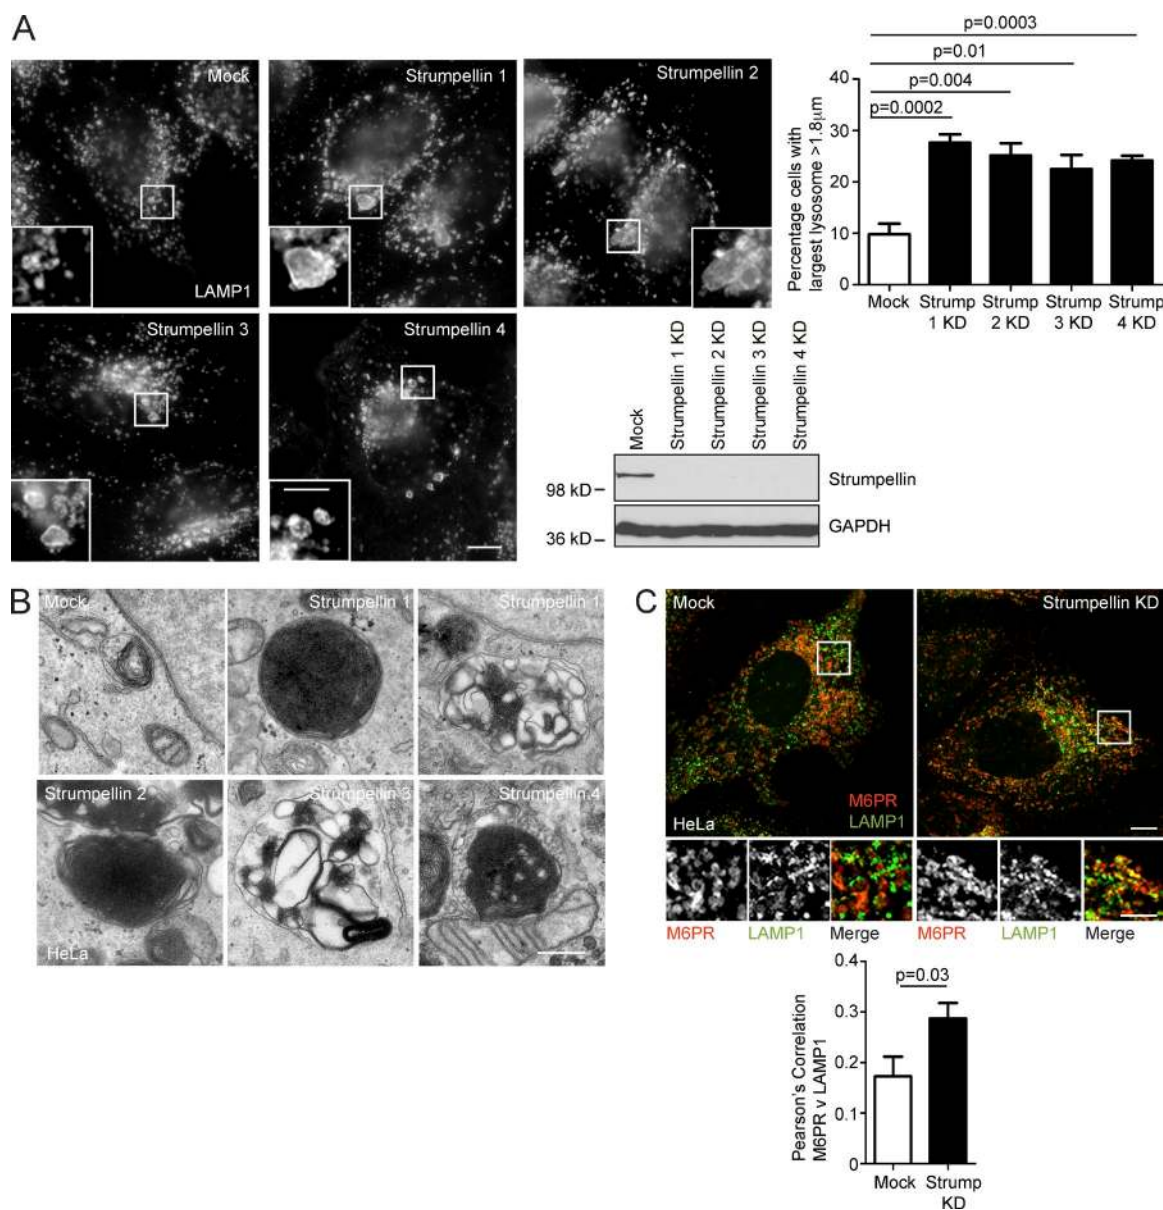 A
Mock
LAMP1
Strumpellin 1
Strumpellin 2
Strumpellin 3
Strumpellin 4
p=0.0003
p=0.01
p=0.004
p=0.0002
Percentage cells with
largest lysosome >1.8μm
40
30
20
10
0
Mock
Strump
1 KD
Strump
2 KD
Strump
3 KD
Strump
4 KD
Mock
Strumpellin 1 KD
Strumpellin 2 KD
Strumpellin 3 KD
Strumpellin 4 KD
98 kD
Strumpellin
36 kD
GAPDH
B
Mock
Strumpellin 1
Strumpellin 1
Strumpellin 2
HeLa
Strumpellin 3
Strumpellin 4
C
Mock
Strumpellin KD
M6PR
LAMP1
HeLa
M6PR
LAMP1
Merge
M6PR
LAMP1
Merge
p=0.03
Pearson's Correlation
M6PR v LAMP1
0.4
0.3
0.2
0.1
0
Mock
Strump
KD